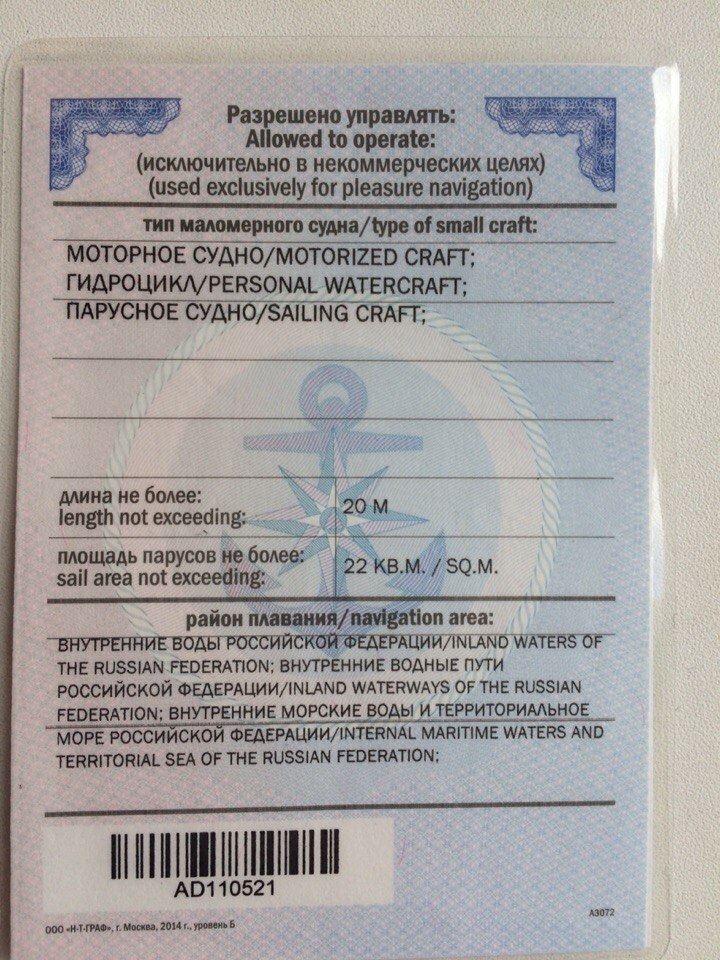 Разрешено управлять:
Allowed to operate:
(исключительно в некоммерческих целях)
(used exclusively for pleasure navigation)
тип маломерного судна/type of small craft:
МОТОРНОЕ СУДНО/MOTORIZED CRAFT;
ГИДРОЦИКЛ/PERSONAL WATERCRAFT;
ПАРУСНОЕ СУДНО/SAILING CRAFT;
длина не более:
length not exceeding:
20 М
площадь парусов не более:
sail area not exceeding:
22 КВ.М. / SQ.M.
район плавания/navigation area:
ВНУТРЕННИЕ ВОДЫ РОССИЙСКОЙ ФЕДЕРАЦИИ/INLAND WATERS OF
THE RUSSIAN FEDERATION; ВНУТРЕННИЕ ВОДНЫЕ ПУТИ
РОССИЙСКОЙ ФЕДЕРАЦИИ/INLAND WATERWAYS OF THE RUSSIAN
FEDERATION; ВНУТРЕННИЕ МОРСКИЕ ВОДЫ И ТЕРРИТОРИАЛЬНОЕ
МОРЕ РОССИЙСКОЙ ФЕДЕРАЦИИ/INTERNAL MARITIME WATERS AND
TERRITORIAL SEA OF THE RUSSIAN FEDERATION;
AD110521
ООО «Н-Т-ГРАФ», г. Москва, 2014 г., уровень Б
А3072